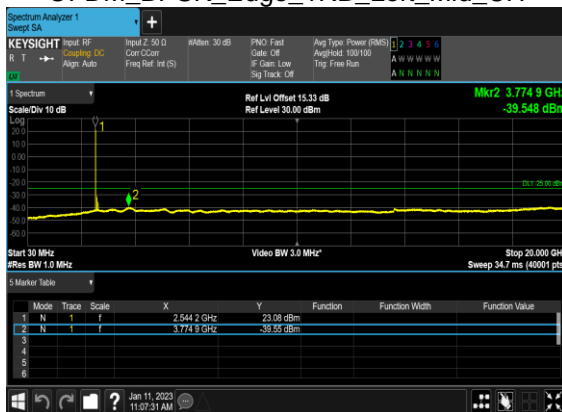 Spectrum Analyzer 1
Swept SA
KEYSIGHT Input: RF Input Z: 50 Ω #Atten: 30 dB PNO: Fast Avg Type: Power (RMS) 1 2 3 4 5 6
R T Coupling: DC Corr CCorr Gate: Off Avg|Hold: 100/100 A W W W W W
Align: Auto Freq Ref: Int (S) IF Gain: Low Trig: Free Run
LU Sig Track: Off A N N N N N
1 Spectrum Ref Lvl Offset 15.33 dB Mkr2 3.774 9 GHz
Scale/Div 10 dB Ref Level 30.00 dBm -39.548 dBm
Log
20.0
10.0
0.00
-10.0
-20.0
-30.0
-40.0
-50.0
-60.0
1
2
Start 30 MHz Video BW 3.0 MHz* Stop 20.000 GHz
#Res BW 1.0 MHz Sweep 34.7 ms (40001 pts)
5 Marker Table
Mode Trace Scale X Y Function Function Width Function Value
1 N 1 f 2.544 2 GHz 23.08 dBm
2 N 1 f 3.774 9 GHz -39.55 dBm
3
4
5
6
? Jan 11, 2023
11:07:31 AM